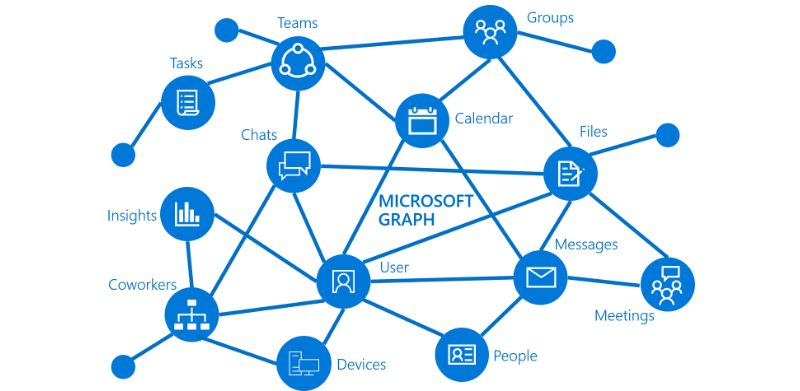 Teams
Groups
Tasks
Calendar
Chats
Files
MICROSOFT
GRAPH
Insights
Messages
User
Coworkers
Meetings
People
Devices